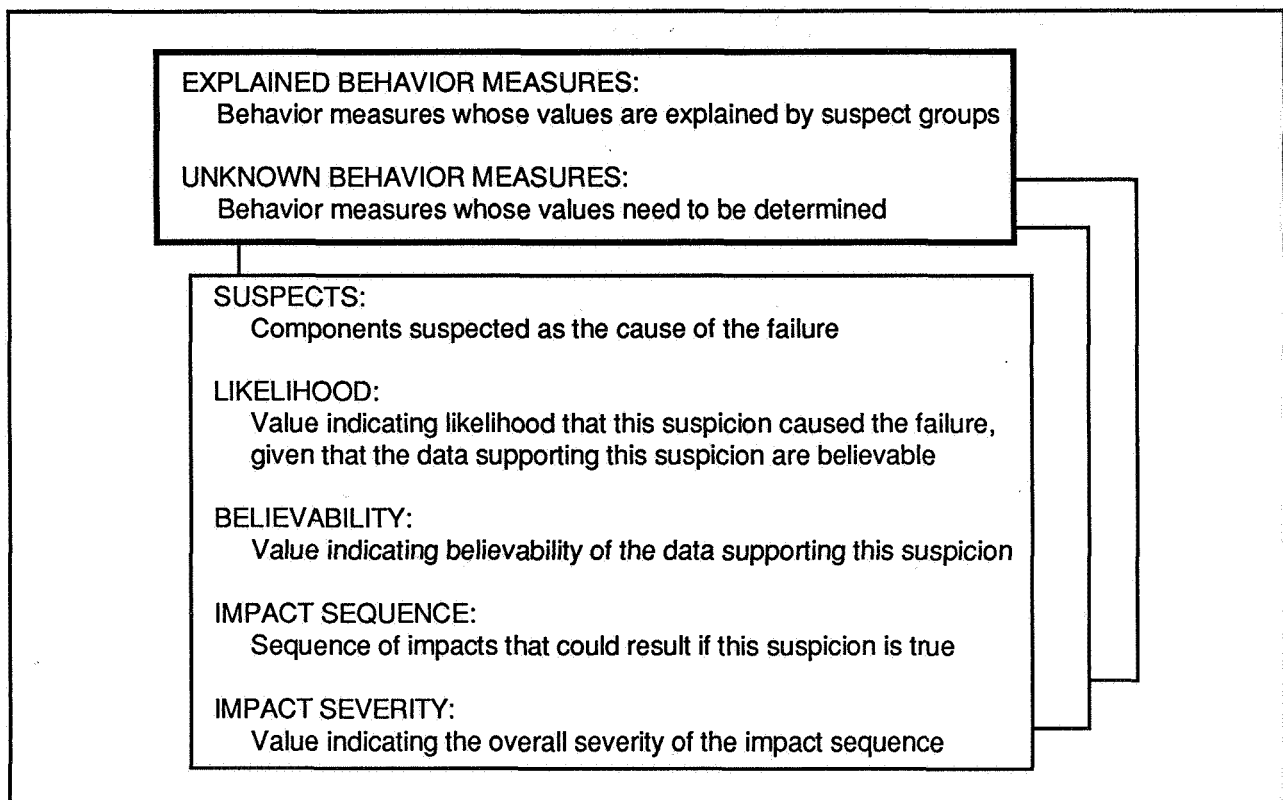 EXPLAINED BEHAVIOR MEASURES:
Behavior measures whose values are explained by suspect groups
UNKNOWN BEHAVIOR MEASURES:
Behavior measures whose values need to be determined
SUSPECTS:
Components suspected as the cause of the failure
LIKELIHOOD:
Value indicating likelihood that this suspicion caused the failure,
given that the data supporting this suspicion are believable
BELIEVABILITY:
Value indicating believability of the data supporting this suspicion
IMPACT SEQUENCE:
Sequence of impacts that could result if this suspicion is true
IMPACT SEVERITY:
Value indicating the overall severity of the impact sequence